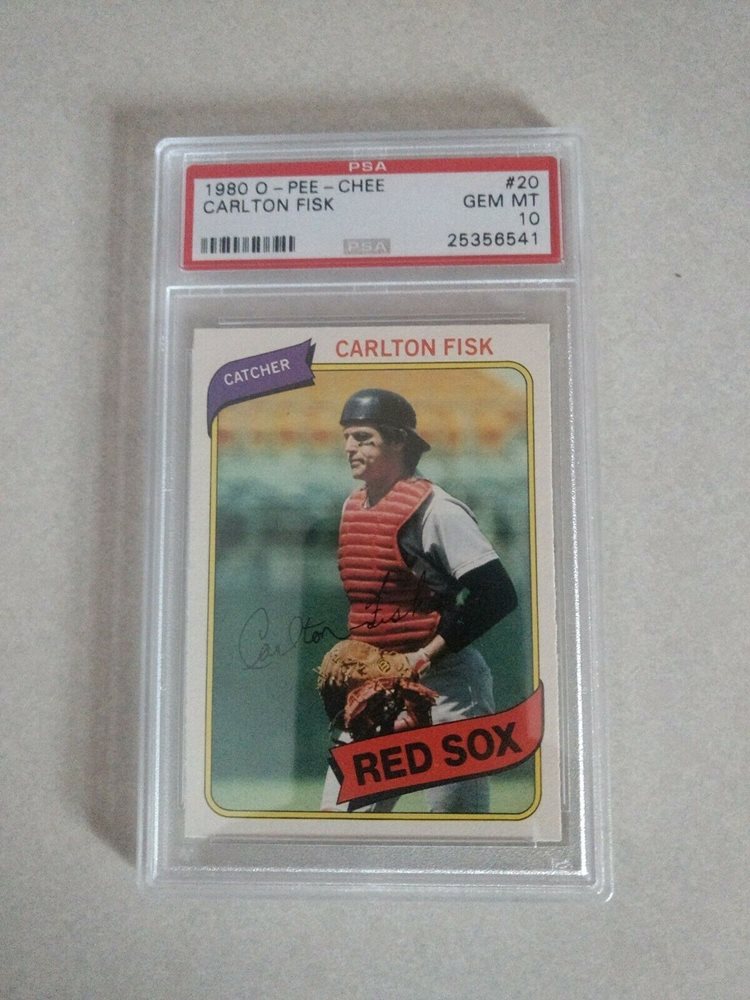 PSA
1980 O-PEE-CHEE #20
CARLTON FISK GEM MT
10
PSA 25356541
CARLTON FISK
CATCHER
Carlton Fisk
RED SOX